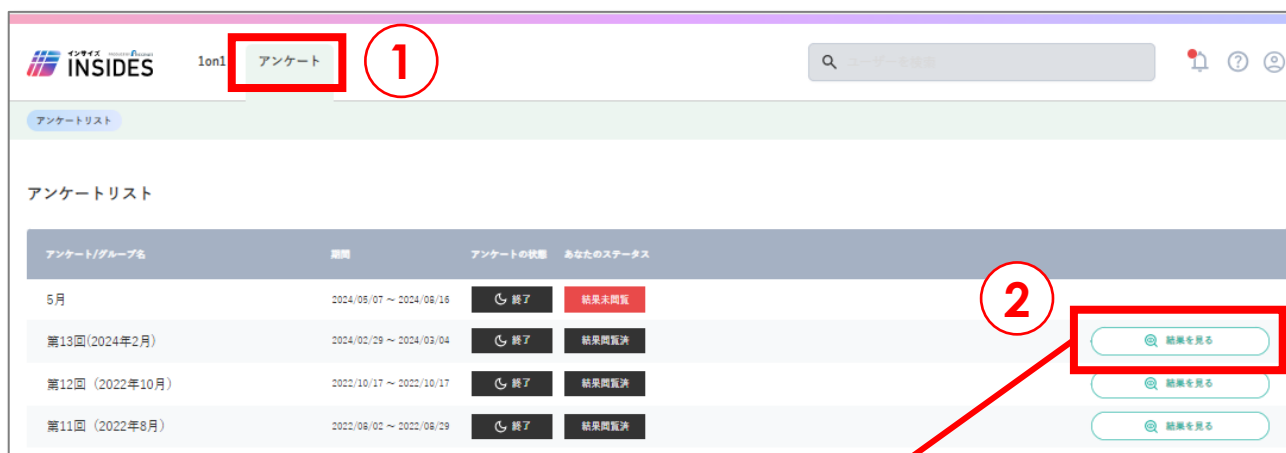 インサイズ
INSIDES
1on1 アンケート ①
アンケートリスト
アンケートリスト
アンケート/グループ名 期間 アンケートの状態 あなたのステータス
5月 2024/05/07 ～ 2024/08/16 終了 結果未閲覧
②
第13回(2024年2月) 2024/02/29 ～ 2024/03/04 終了 結果閲覧済 結果を見る
第12回（2022年10月） 2022/10/17 ～ 2022/10/17 終了 結果閲覧済 結果を見る
第11回（2022年8月） 2022/08/02 ～ 2022/08/29 終了 結果閲覧済 結果を見る